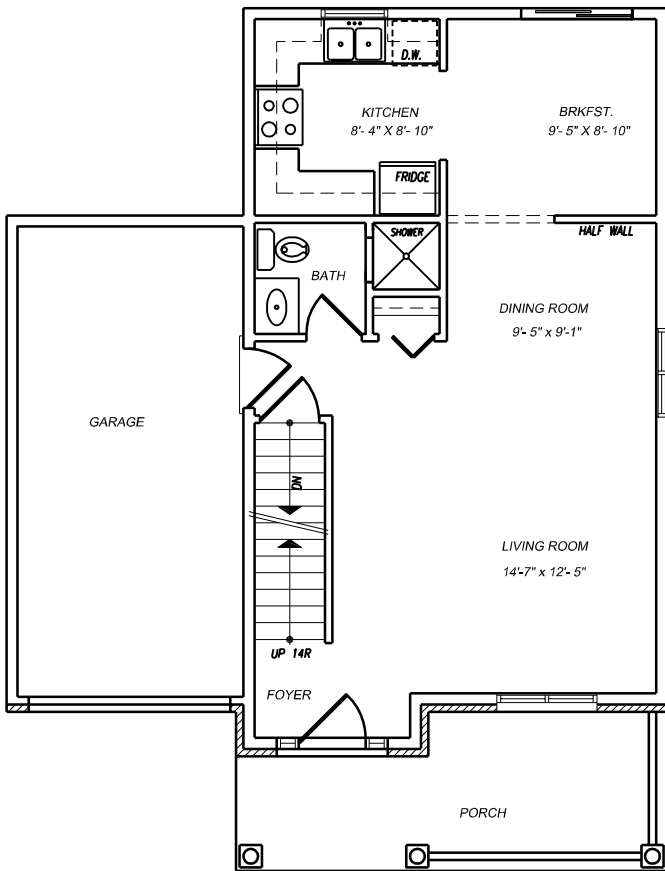 D.W.
KITCHEN
8'- 4" X 8'- 10"
BRKFST.
9'- 5" X 8'- 10"
FRIDGE
SHOWER
HALF WALL
BATH
DINING ROOM
9'- 5" x 9'-1"
GARAGE
DN
LIVING ROOM
14'-7" x 12'- 5"
UP 14R
FOYER
PORCH